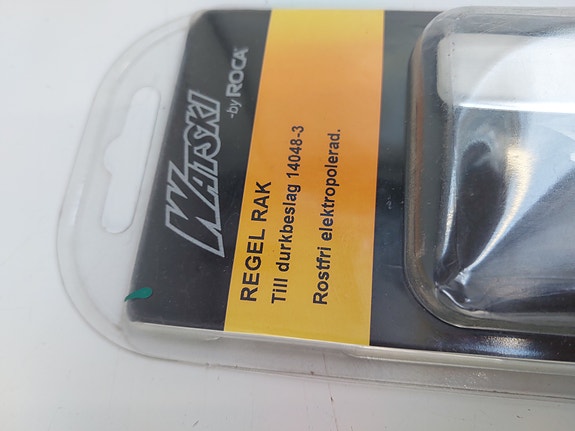 WATSKI
-by ROCA
REGEL RAK
Till durkbeslag 14048-3
Rostfri elektropolerad.